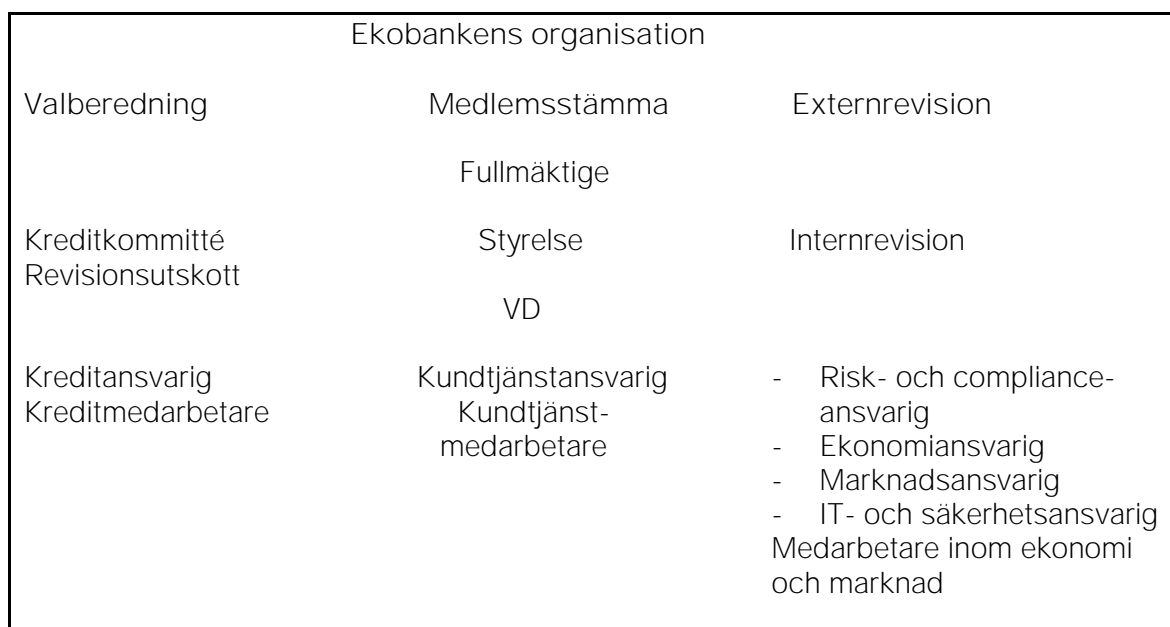 Ekobankens organisation
Valberedning Medlemsstämma Externrevision
Fullmäktige
Kreditkommitté Styrelse Internrevision
Revisionsutskott
VD
Kreditansvarig Kundtjänstansvarig - Risk- och compliance-
Kreditmedarbetare Kundtjänst- ansvarig
medarbetare - Ekonomiansvarig
- Marknadsansvarig
- IT- och säkerhetsansvarig
Medarbetare inom ekonomi
och marknad